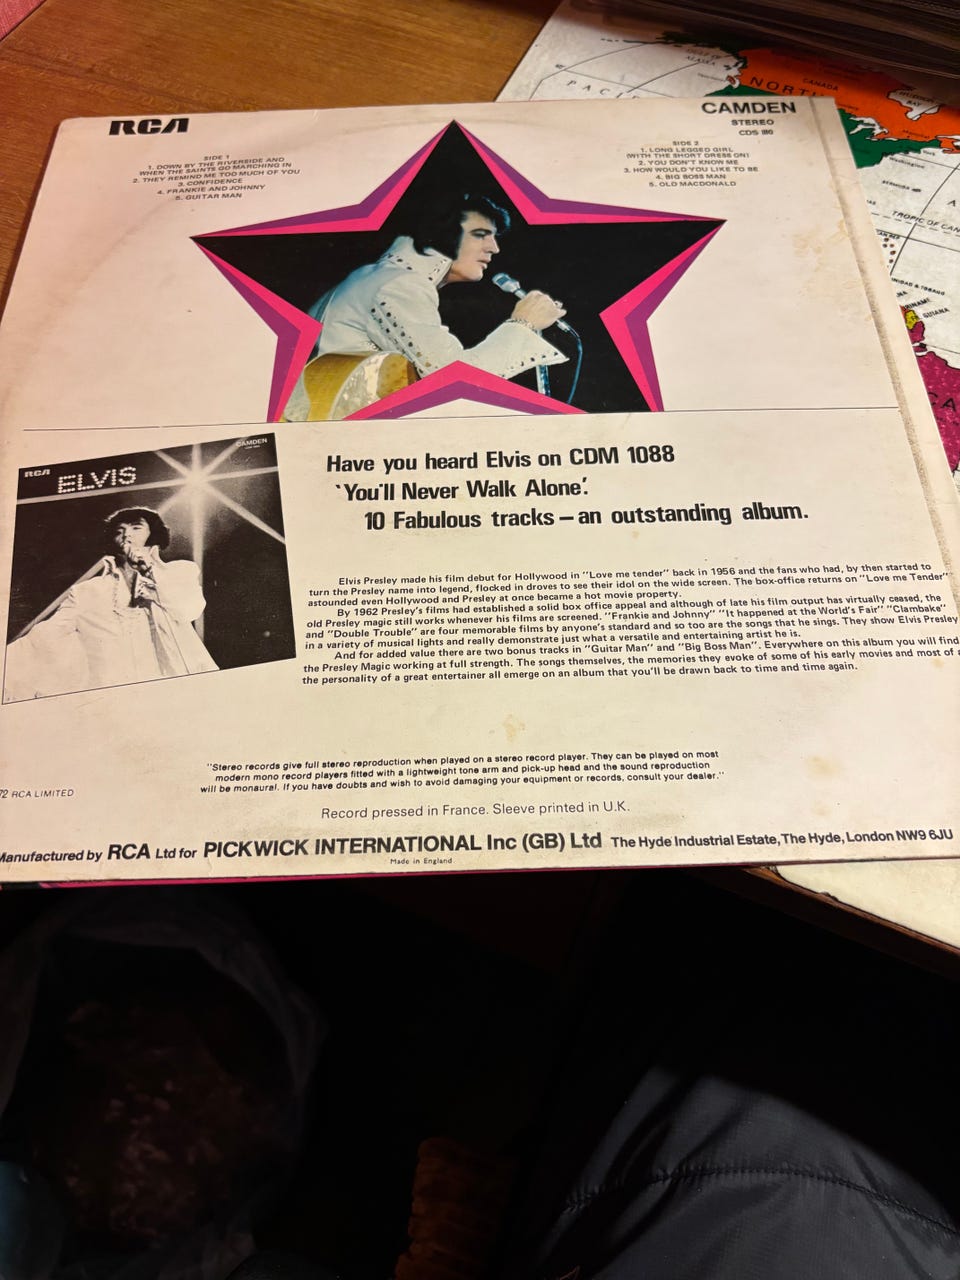 RCA
CAMDEN
STEREO
CDS 1110
SIDE 1
1. DOWN BY THE RIVERSIDE AND
WHEN THE SAINTS GO MARCHING IN
2. THEY REMIND ME TOO MUCH OF YOU
3. CONFIDENCE
4. FRANKIE AND JOHNNY
5. GUITAR MAN
SIDE 2
1. LONG LEGGED GIRL
(WITH THE SHORT DRESS ON)
2. YOU DON'T KNOW ME
3. HOW WOULD YOU LIKE TO BE
4. BIG BOSS MAN
5. OLD MACDONALD
RCA
CAMDEN
ELVIS
Have you heard Elvis on CDM 1088
'You'll Never Walk Alone'.
10 Fabulous tracks – an outstanding album.
Elvis Presley made his film debut for Hollywood in "Love me tender" back in 1956 and the fans who had, by then started to
turn the Presley name into legend, flocked in droves to see their idol on the wide screen. The box-office returns on "Love me Tender"
astounded even Hollywood and Presley at once became a hot movie property.
By 1962 Presley's films had established a solid box office appeal and although of late his film output has virtually ceased, the
old Presley magic still works whenever his films are screened. "Frankie and Johnny" "It happened at the World's Fair" "Clambake"
and "Double Trouble" are four memorable films by anyone's standard and so too are the songs that he sings. They show Elvis Presley
in a variety of musical lights and really demonstrate just what a versatile and entertaining artist he is.
And for added value there are two bonus tracks in "Guitar Man" and "Big Boss Man". Everywhere on this album you will find
the Presley Magic working at full strength. The songs themselves, the memories they evoke of some of his early movies and most of a
the personality of a great entertainer all emerge on an album that you'll be drawn back to time and time again.
"Stereo records give full stereo reproduction when played on a stereo record player. They can be played on most
modern mono record players fitted with a lightweight tone arm and pick-up head and the sound reproduction
will be monaural. If you have doubts and wish to avoid damaging your equipment or records, consult your dealer."
72 RCA LIMITED
Record pressed in France. Sleeve printed in U.K.
Manufactured by RCA Ltd for PICKWICK INTERNATIONAL Inc (GB) Ltd The Hyde Industrial Estate, The Hyde, London NW9 6JU
Made in England
ALASKA
PACI
NORTH
CANADA
HUDSON
BAY
Montreal
Washington
BERMUDA
TROPIC OF CAN
TRINIDAD & TOBAGO
GUIANA